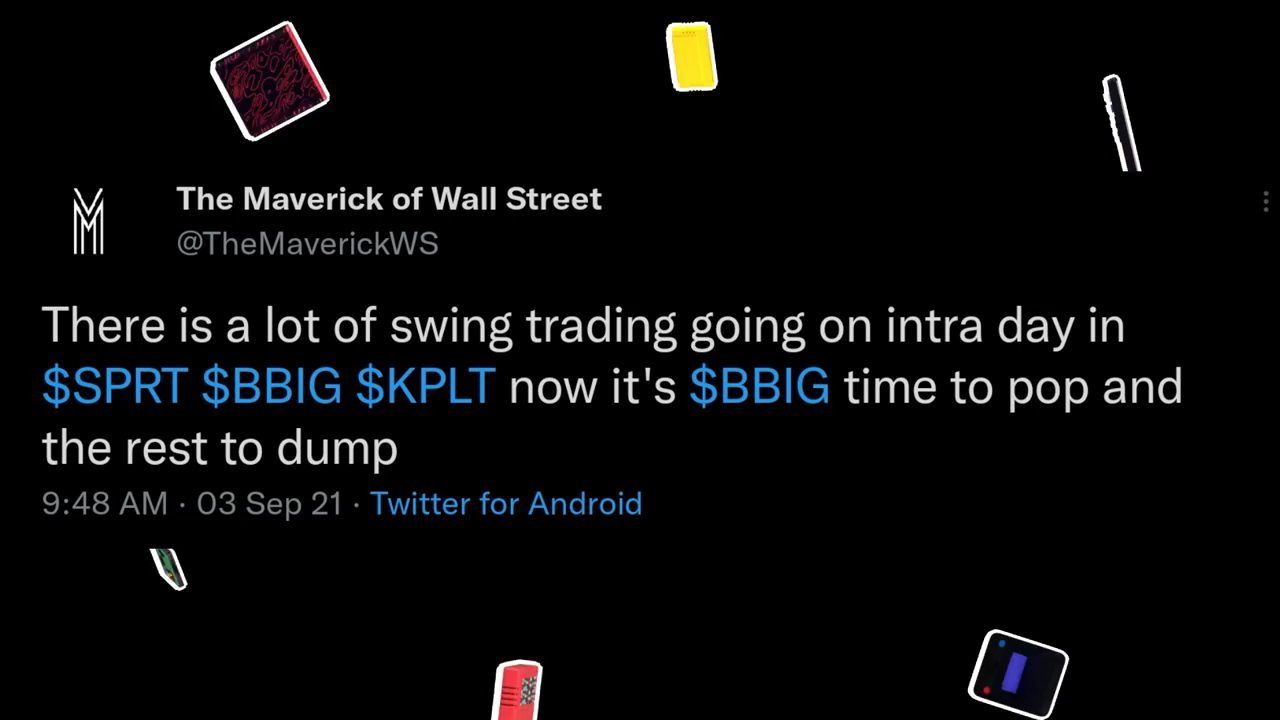 The Maverick of Wall Street
@TheMaverickWS
There is a lot of swing trading going on intra day in
$SPRT $BBIG $KPLT now it's $BBIG time to pop and
the rest to dump
9:48 AM · 03 Sep 21 · Twitter for Android